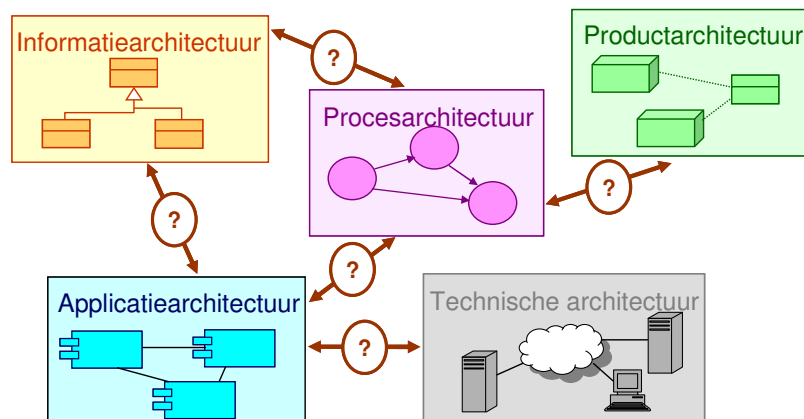 Informatiearchitectuur
?
Productarchitectuur
Procesarchitectuur
?
?
?
Applicatiearchitectuur
?
Technische architectuur